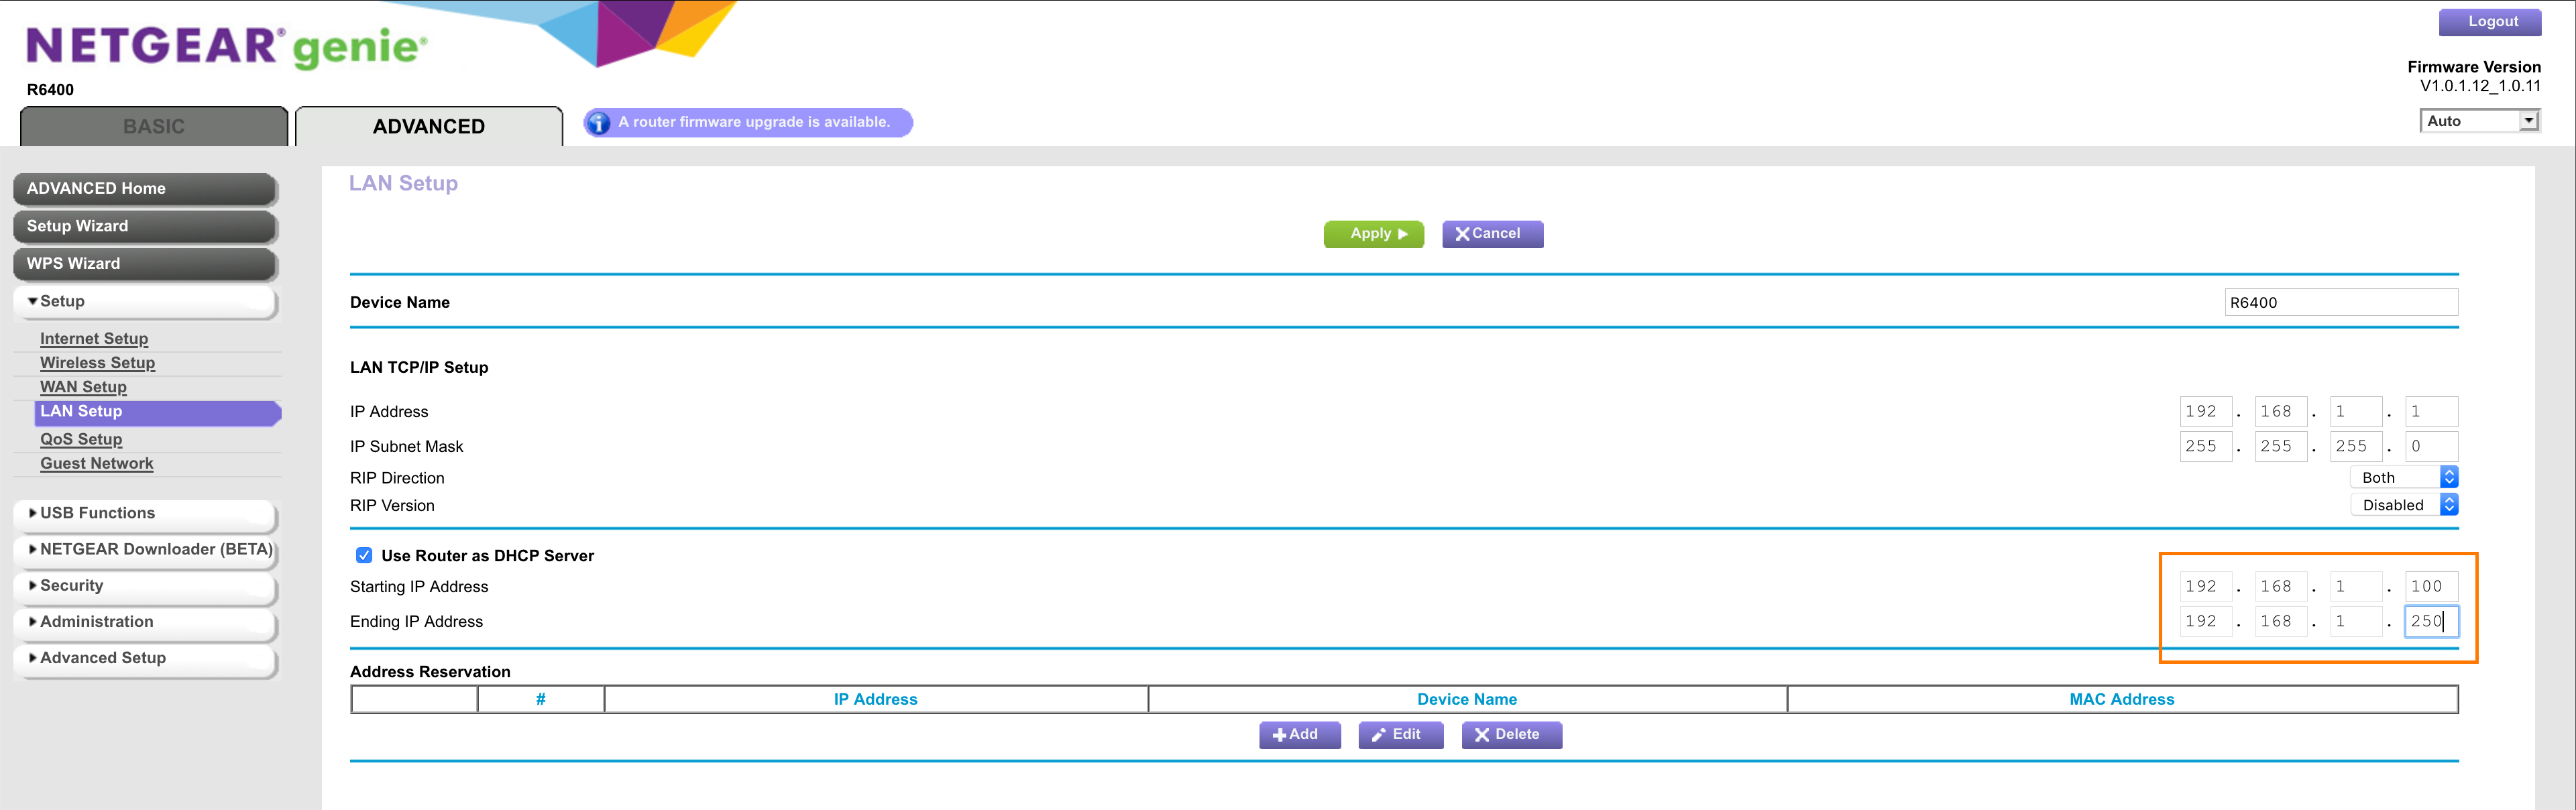 NETGEAR® genie®
R6400
Logout
Firmware Version
V1.0.1.12_1.0.11
Auto
BASIC
ADVANCED
A router firmware upgrade is available.
ADVANCED Home
Setup Wizard
WPS Wizard
Setup
Internet Setup
Wireless Setup
WAN Setup
LAN Setup
QoS Setup
Guest Network
USB Functions
NETGEAR Downloader (BETA)
Security
Administration
Advanced Setup
LAN Setup
Apply
Cancel
Device Name R6400
LAN TCP/IP Setup
IP Address 192 . 168 . 1 . 1
IP Subnet Mask 255 . 255 . 255 . 0
RIP Direction Both
RIP Version Disabled
Use Router as DHCP Server
Starting IP Address 192 . 168 . 1 . 100
Ending IP Address 192 . 168 . 1 . 250
Address Reservation
# IP Address Device Name MAC Address
Add Edit Delete